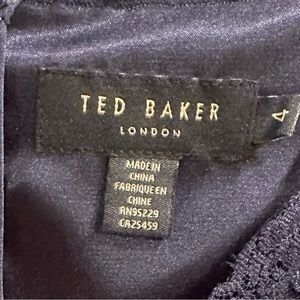 TED BAKER
LONDON
4
MADE IN
CHINA
FABRIQUE EN
CHINE
RN95229
CA25459